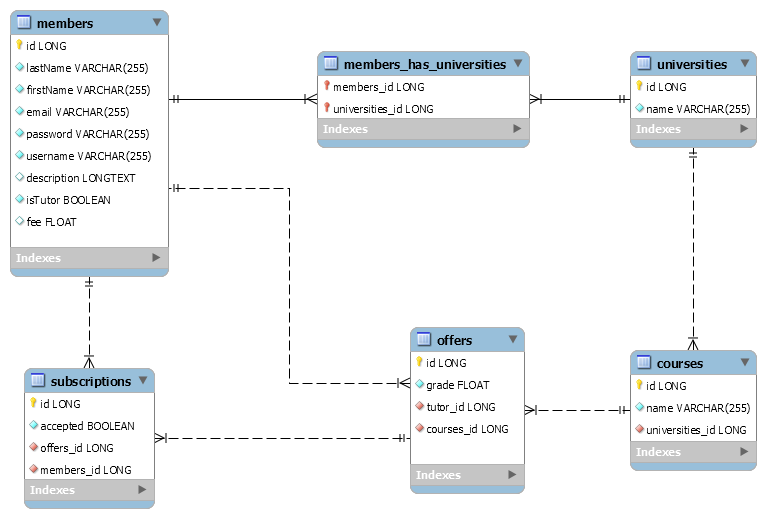 members
id LONG
lastName VARCHAR(255)
firstName VARCHAR(255)
email VARCHAR(255)
password VARCHAR(255)
username VARCHAR(255)
description LONGTEXT
isTutor BOOLEAN
fee FLOAT
Indexes
members_has_universities
members_id LONG
universities_id LONG
Indexes
universities
id LONG
name VARCHAR(255)
Indexes
subscriptions
id LONG
accepted BOOLEAN
offers_id LONG
members_id LONG
Indexes
offers
id LONG
grade FLOAT
tutor_id LONG
courses_id LONG
Indexes
courses
id LONG
name VARCHAR(255)
universities_id LONG
Indexes